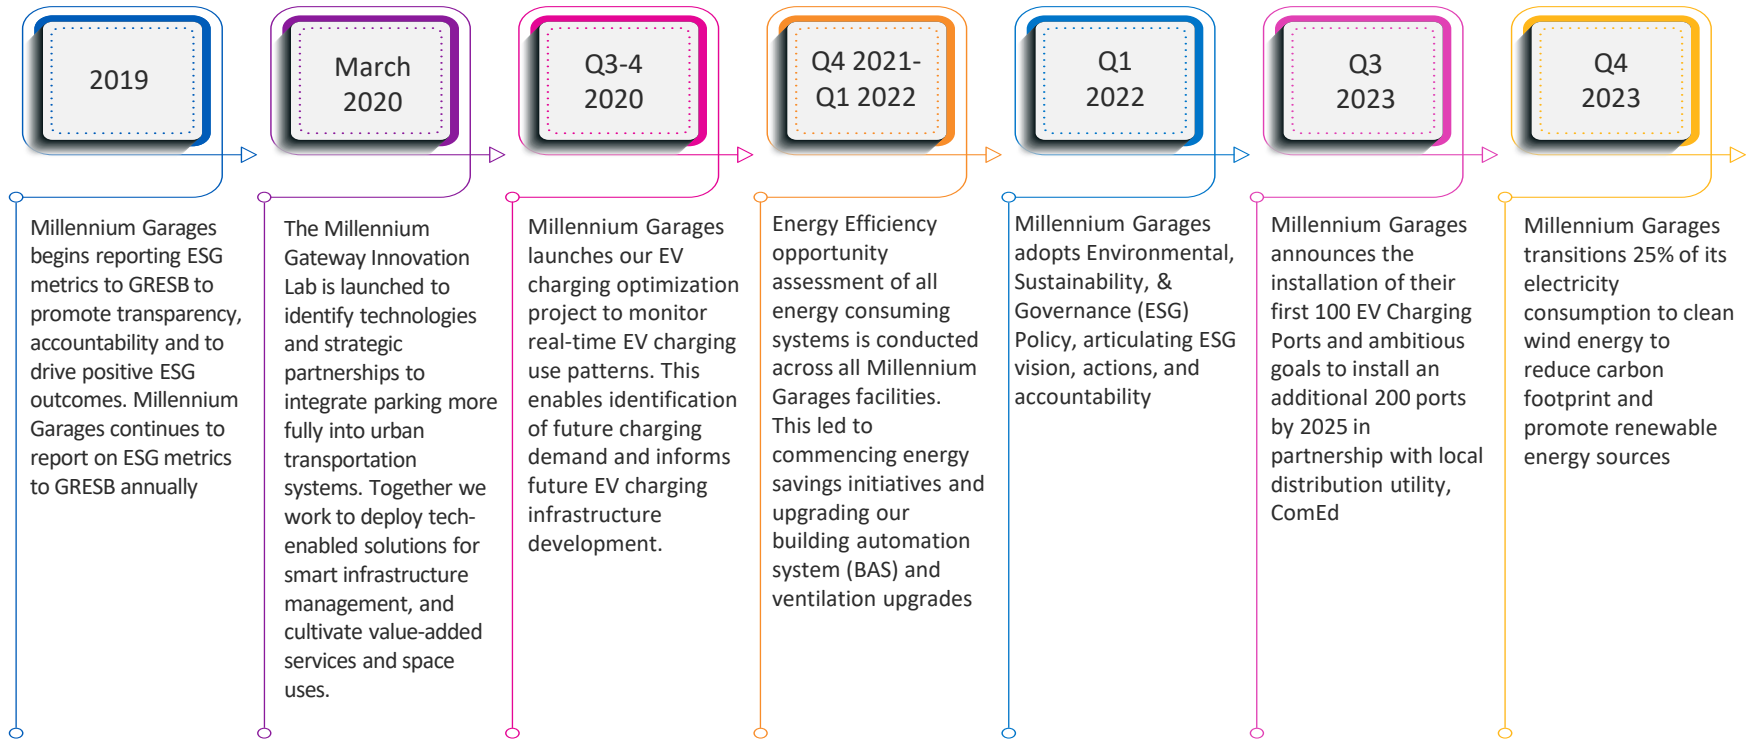 2019
Millennium Garages
begins reporting ESG
metrics to GRESB to
promote transparency,
accountability and to
drive positive ESG
outcomes. Millennium
Garages continues to
report on ESG metrics
to GRESB annually
March
2020
The Millennium
Gateway Innovation
Lab is launched to
identify technologies
and strategic
partnerships to
integrate parking more
fully into urban
transportation
systems. Together we
work to deploy tech-
enabled solutions for
smart infrastructure
management, and
cultivate value-added
services and space
uses.
Q3-4
2020
Millennium Garages
launches our EV
charging optimization
project to monitor
real-time EV charging
use patterns. This
enables identification
of future charging
demand and informs
future EV charging
infrastructure
development.
Q4 2021-
Q1 2022
Energy Efficiency
opportunity
assessment of all
energy consuming
systems is conducted
across all Millennium
Garages facilities.
This led to
commencing energy
savings initiatives and
upgrading our
building automation
system (BAS) and
ventilation upgrades
Q1
2022
Millennium Garages
adopts Environmental,
Sustainability, &
Governance (ESG)
Policy, articulating ESG
vision, actions, and
accountability
Q3
2023
Millennium Garages
announces the
installation of their
first 100 EV Charging
Ports and ambitious
goals to install an
additional 200 ports
by 2025 in
partnership with local
distribution utility,
ComEd
Q4
2023
Millennium Garages
transitions 25% of its
electricity
consumption to clean
wind energy to
reduce carbon
footprint and
promote renewable
energy sources